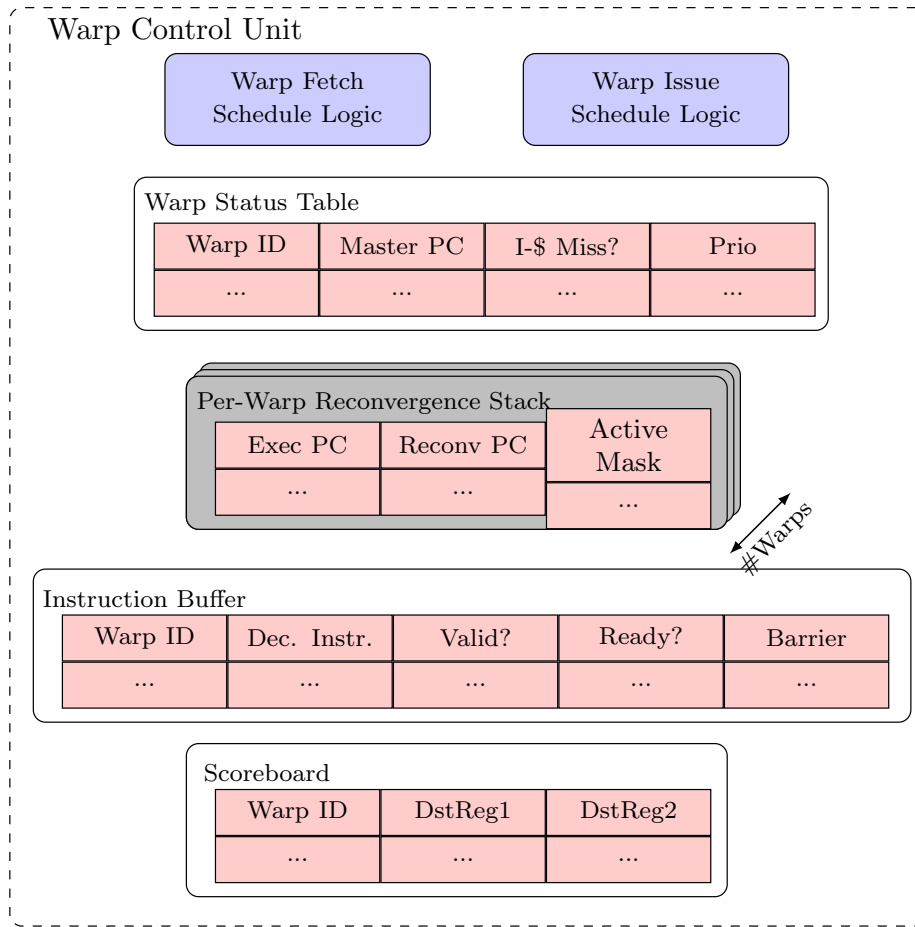 Warp Control Unit
Warp Fetch
Schedule Logic
Warp Issue
Schedule Logic
Warp Status Table
Warp ID Master PC I-$ Miss? Prio
... ... ... ...
Per-Warp Reconvergence Stack
Exec PC Reconv PC Active
Mask
... ... ...
#Warps
Instruction Buffer
Warp ID Dec. Instr. Valid? Ready? Barrier
... ... ... ... ...
Scoreboard
Warp ID DstReg1 DstReg2
... ... ...